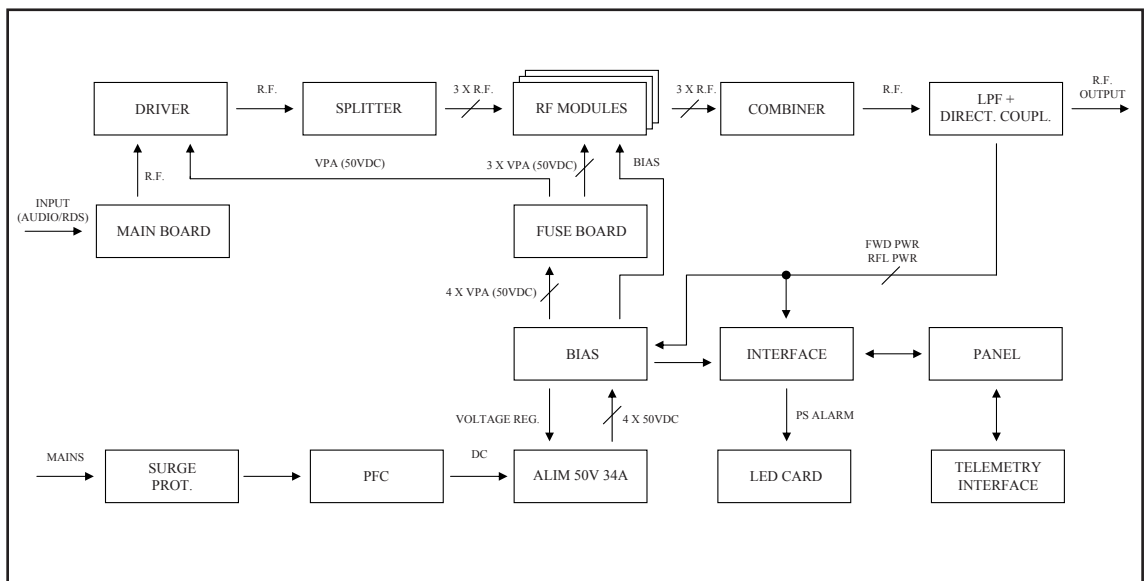 R.F.
3 X R.F.
3 X R.F.
R.F.
R.F.
OUTPUT
DRIVER
SPLITTER
RF MODULES
COMBINER
LPF +
DIRECT. COUPL.
VPA (50VDC)
3 X VPA (50VDC)
BIAS
R.F.
INPUT
(AUDIO/RDS)
MAIN BOARD
FUSE BOARD
FWD PWR
RFL PWR
4 X VPA (50VDC)
BIAS
INTERFACE
PANEL
VOLTAGE REG.
4 X 50VDC
PS ALARM
MAINS
DC
SURGE
PROT.
PFC
ALIM 50V 34A
LED CARD
TELEMETRY
INTERFACE